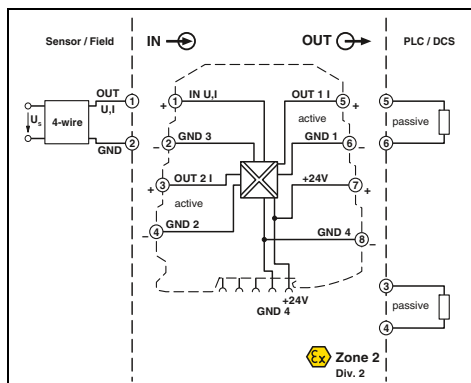 Sensor / Field
IN
OUT
PLC / DCS
OUT
U,I
1
Us
4-wire
GND
2
+
1
IN U,I
OUT 1 I
5
+
active
–
2
GND 3
GND 1
6
–
+
3
OUT 2 I
+24V
7
+
active
–
4
GND 2
GND 4
8
–
+24V
GND 4
5
passive
6
3
passive
4
Ex
Zone 2
Div. 2